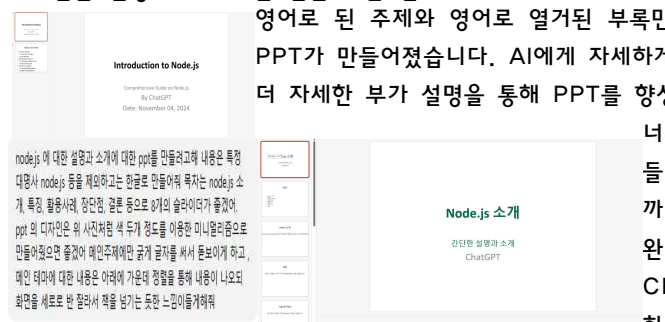 영어로 된 주제와 영어로 열거된 부록만
PPT가 만들어졌습니다. AI에게 자세하게
더 자세한 부가 설명을 통해 PPT를 향상
Introduction to Node.js
Comprehensive Guide on Node.js
By ChatGPT
Date: November 04, 2024
node.js 에 대한 설명과 소개에 대한 ppt를 만들려고해 내용은 특정
대명사 node.js 등을 제외하고는 한글로 만들어줘 목차는 node.js 소
개, 특징, 활용사례, 장단점, 결론 등으로 8개의 슬라이더가 좋겠어.
ppt 의 디자인은 위 사진처럼 색 두개 정도를 이용한 미니멀리즘으로
만들어줬으면 좋겠어 메인주제에만 굵게 글자를 써서 돋보이게 하고,
메인 테마에 대한 내용은 아래에 가운데 정렬을 통해 내용이 나오되
화면을 세로로 반 잘라서 책을 넘기는 듯한 느낌이들게해줘
Node.js 소개
간단한 설명과 소개
ChatGPT
너
들
까
완